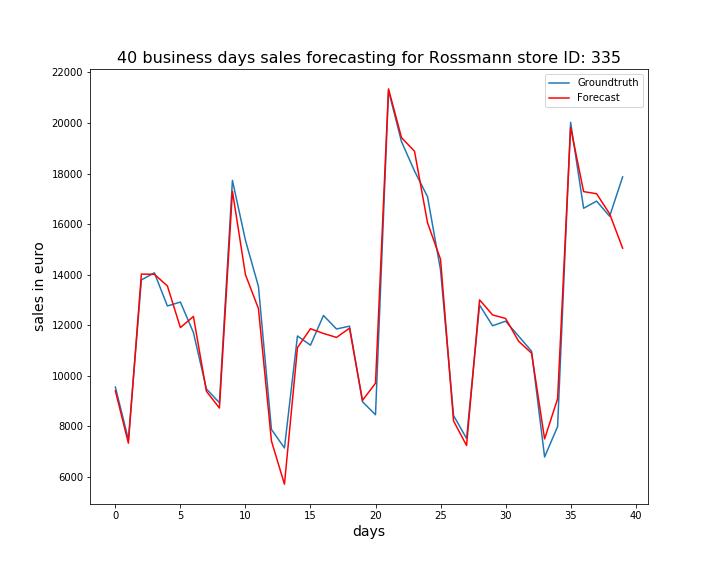 40 business days sales forecasting for Rossmann store ID: 335
Groundtruth
Forecast
sales in euro
22000
20000
18000
16000
14000
12000
10000
8000
6000
0 5 10 15 20 25 30 35 40
days